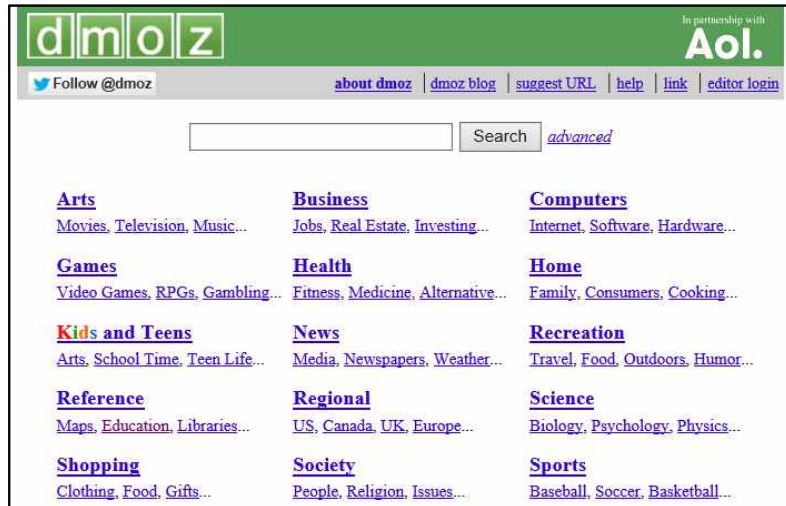 dmoz
In partnership with
Aol.
Follow @dmoz
about dmoz | dmoz blog | suggest URL | help | link | editor login
Search advanced
Arts Business Computers
Movies, Television, Music... Jobs, Real Estate, Investing... Internet, Software, Hardware...
Games Health Home
Video Games, RPGs, Gambling... Fitness, Medicine, Alternative... Family, Consumers, Cooking...
Kids and Teens News Recreation
Arts, School Time, Teen Life... Media, Newspapers, Weather... Travel, Food, Outdoors, Humor...
Reference Regional Science
Maps, Education, Libraries... US, Canada, UK, Europe... Biology, Psychology, Physics...
Shopping Society Sports
Clothing, Food, Gifts... People, Religion, Issues... Baseball, Soccer, Basketball...